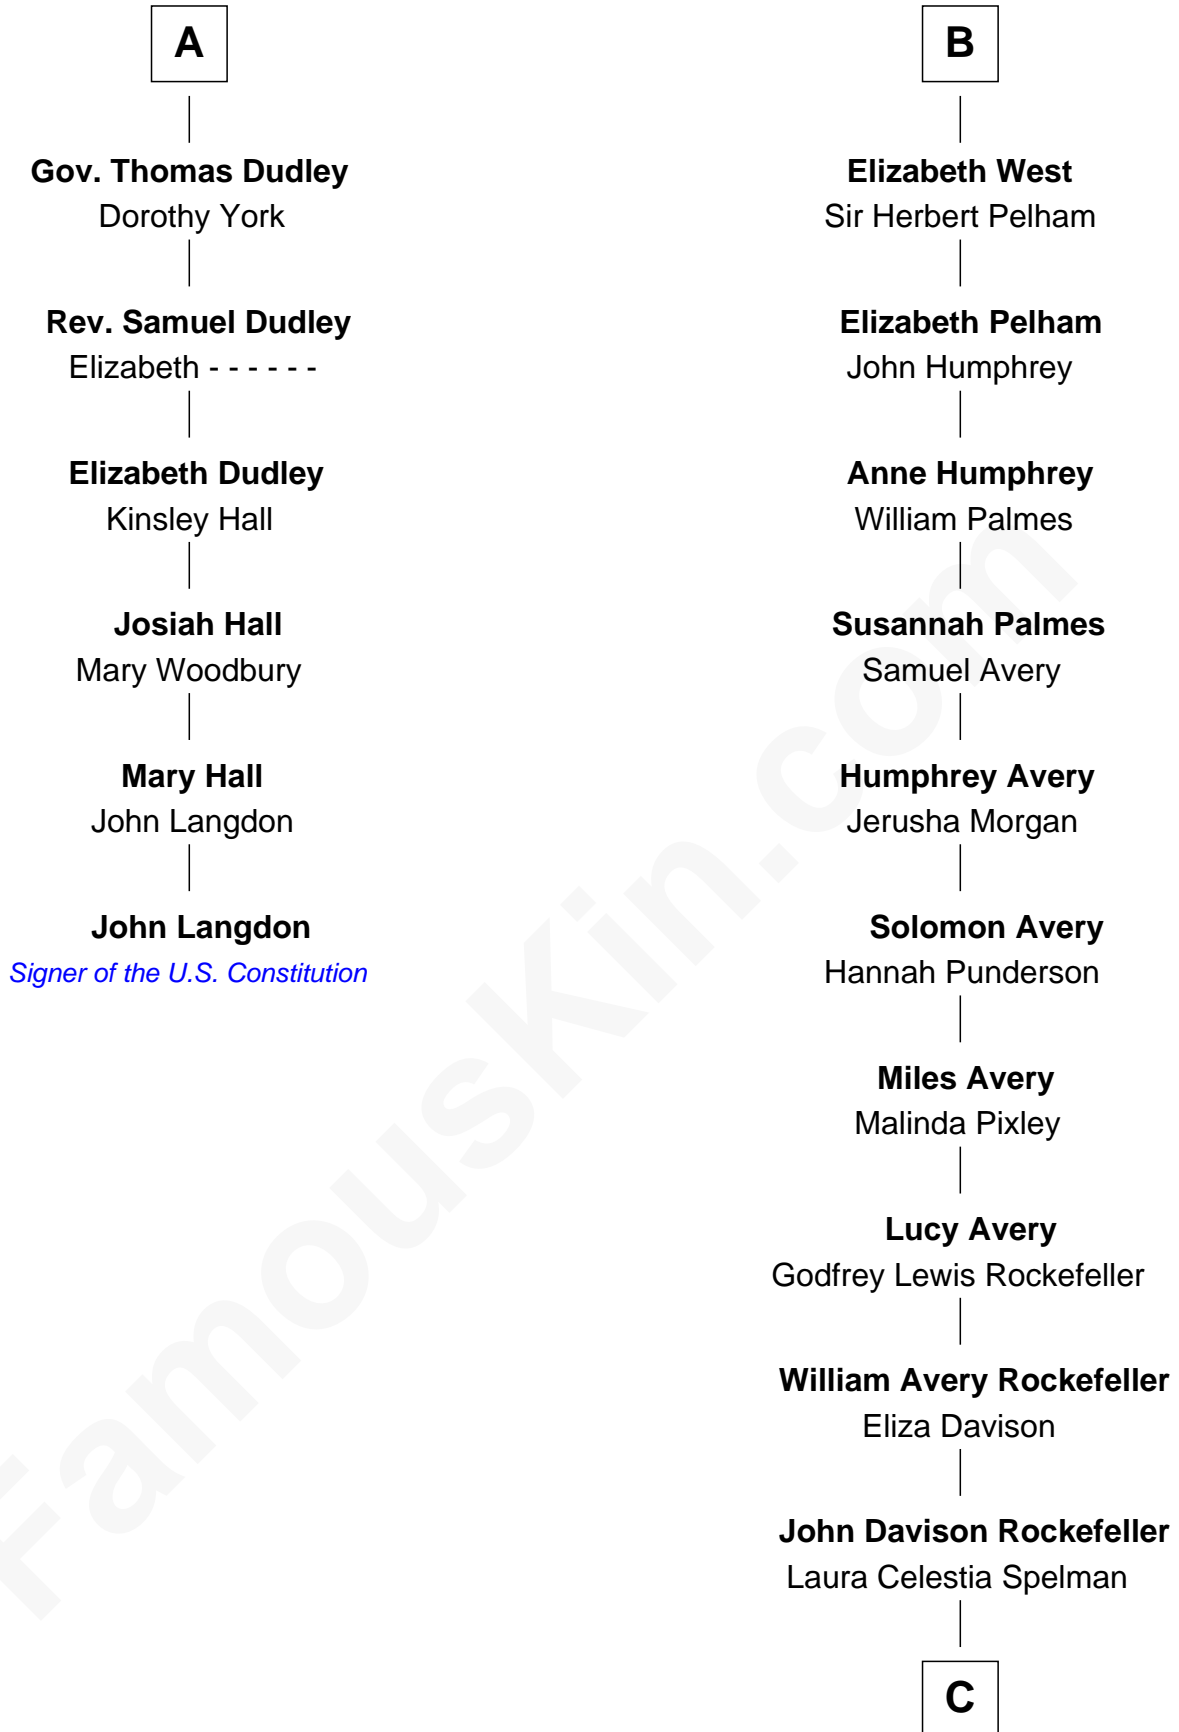 A
Gov. Thomas Dudley
Dorothy York
Rev. Samuel Dudley
Elizabeth - - - - - -
Elizabeth Dudley
Kinsley Hall
Josiah Hall
Mary Woodbury
Mary Hall
John Langdon
John Langdon
Signer of the U.S. Constitution
B
Elizabeth West
Sir Herbert Pelham
Elizabeth Pelham
John Humphrey
Anne Humphrey
William Palmes
Susannah Palmes
Samuel Avery
Humphrey Avery
Jerusha Morgan
Solomon Avery
Hannah Punderson
Miles Avery
Malinda Pixley
Lucy Avery
Godfrey Lewis Rockefeller
William Avery Rockefeller
Eliza Davison
John Davison Rockefeller
Laura Celestia Spelman
C
FamousKin.com